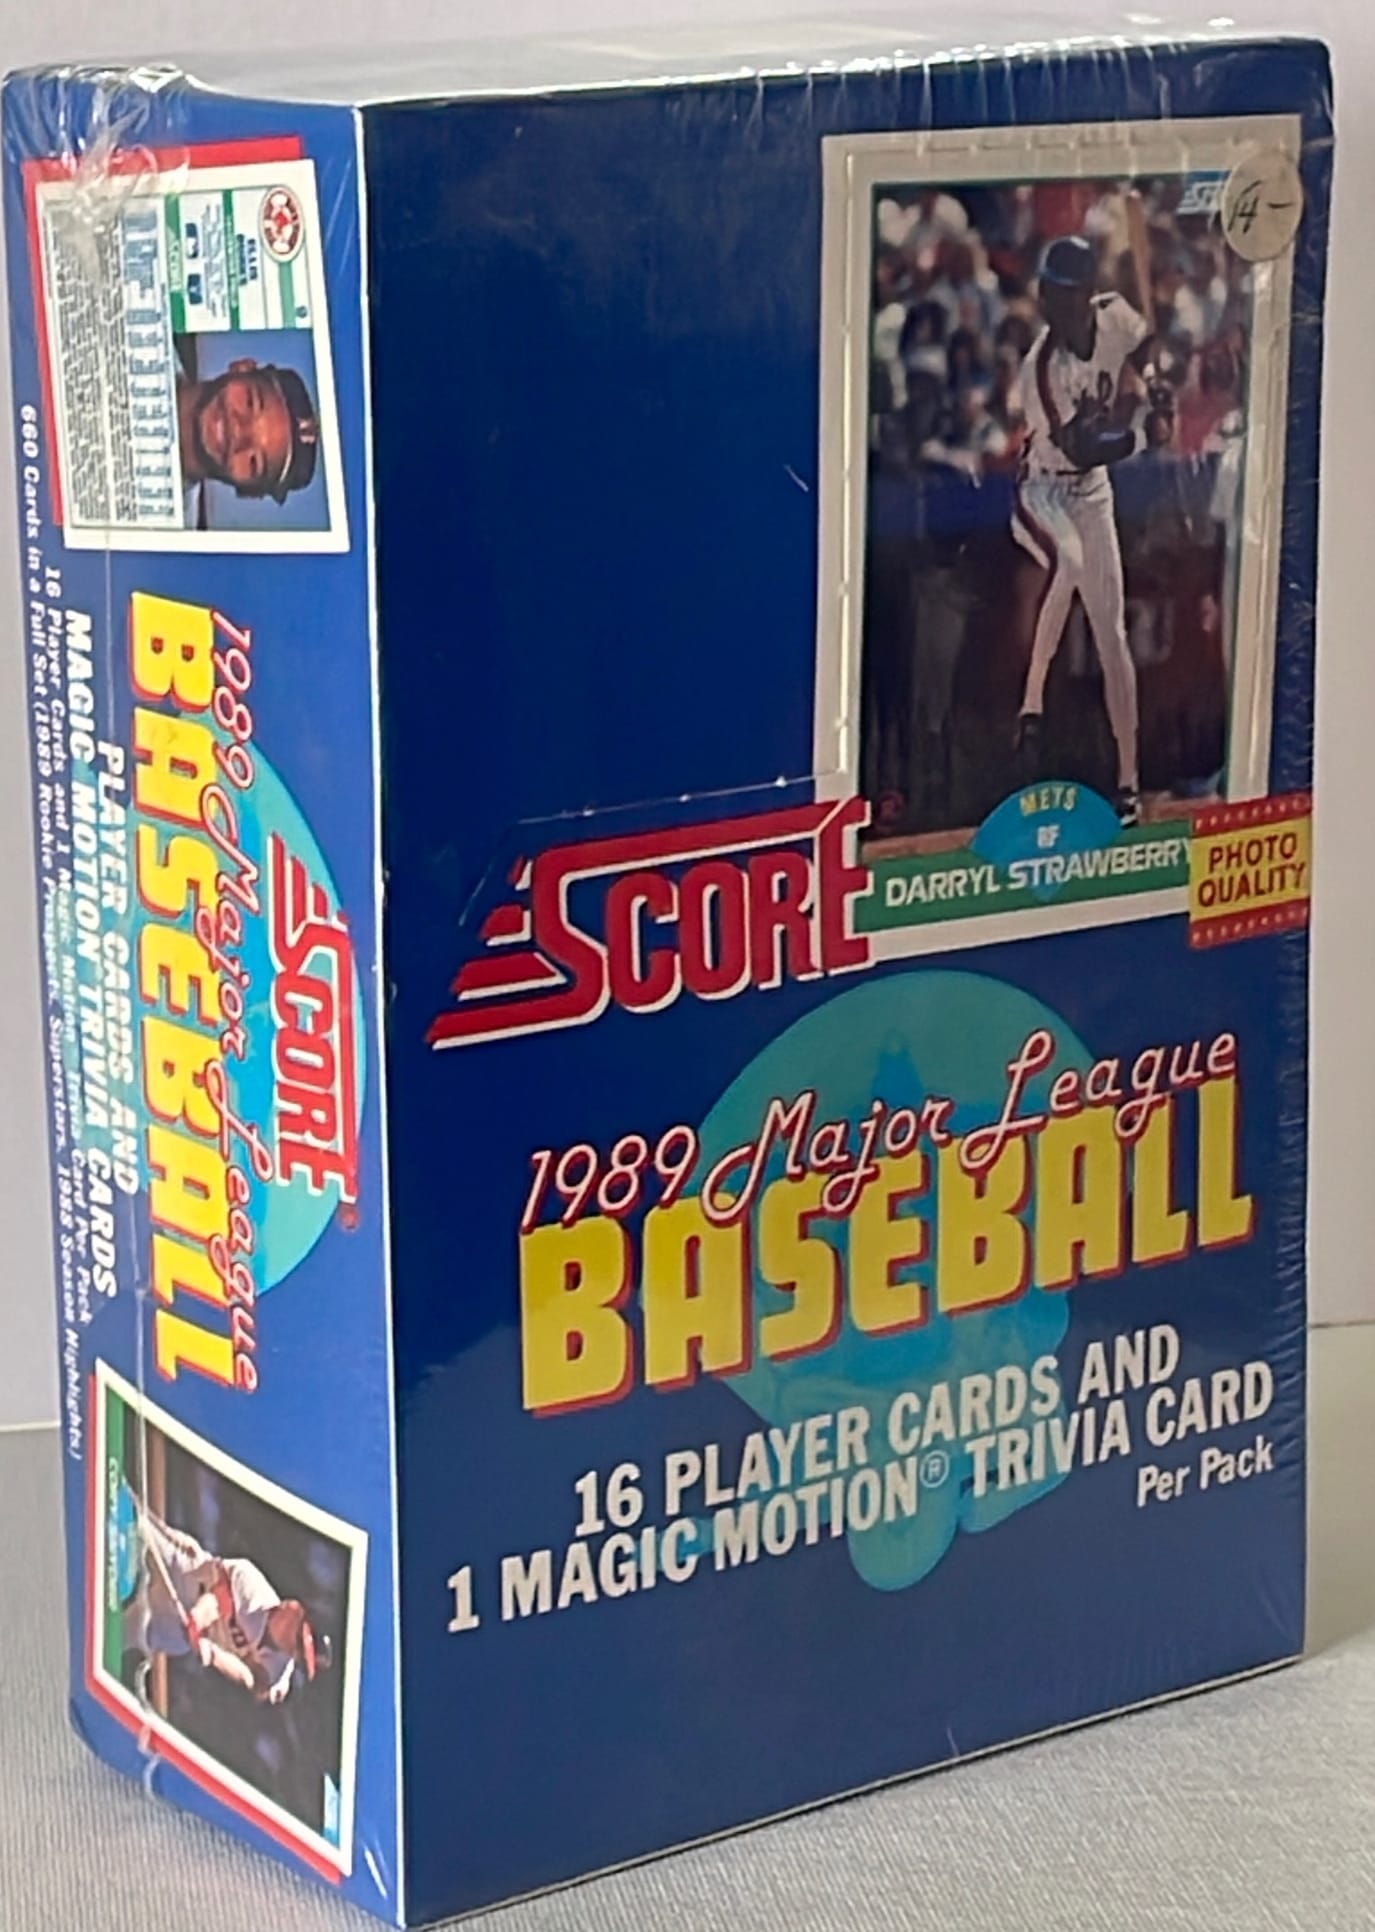 14-
METS
RF
DARRYL STRAWBERRY
PHOTO
QUALITY
SCORE
1989 Major League
BASEBALL
16 PLAYER CARDS AND
1 MAGIC MOTION® TRIVIA CARD
Per Pack
ELLIS
SCORE®
1989 Major League
BASEBALL
PLAYER CARDS AND
MAGIC MOTION TRIVIA CARDS
16 Player Cards and 1 Magic Motion Trivia Card Per Pack
660 Cards in a Full Set (1989 Rookie Prospects, Superstars, 1988 Season Highlights)